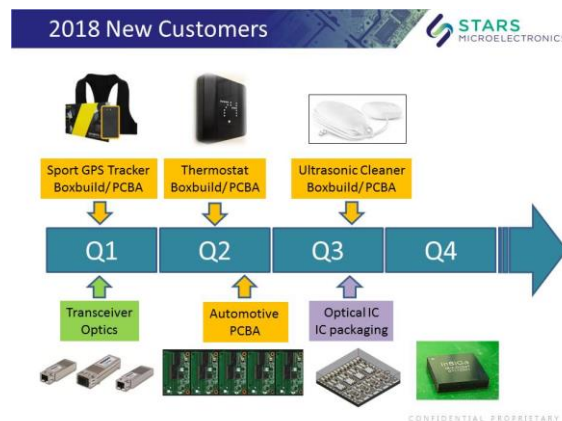 2018 New Customers
STARS
MICROELECTRONICS
Sport GPS Tracker
Boxbuild/PCBA
Thermostat
Boxbuild/PCBA
Ultrasonic Cleaner
Boxbuild/PCBA
Q1
Q2
Q3
Q4
Transceiver
Optics
Automotive
PCBA
Optical IC
IC packaging
CONFIDENTIAL PROPRIETARY